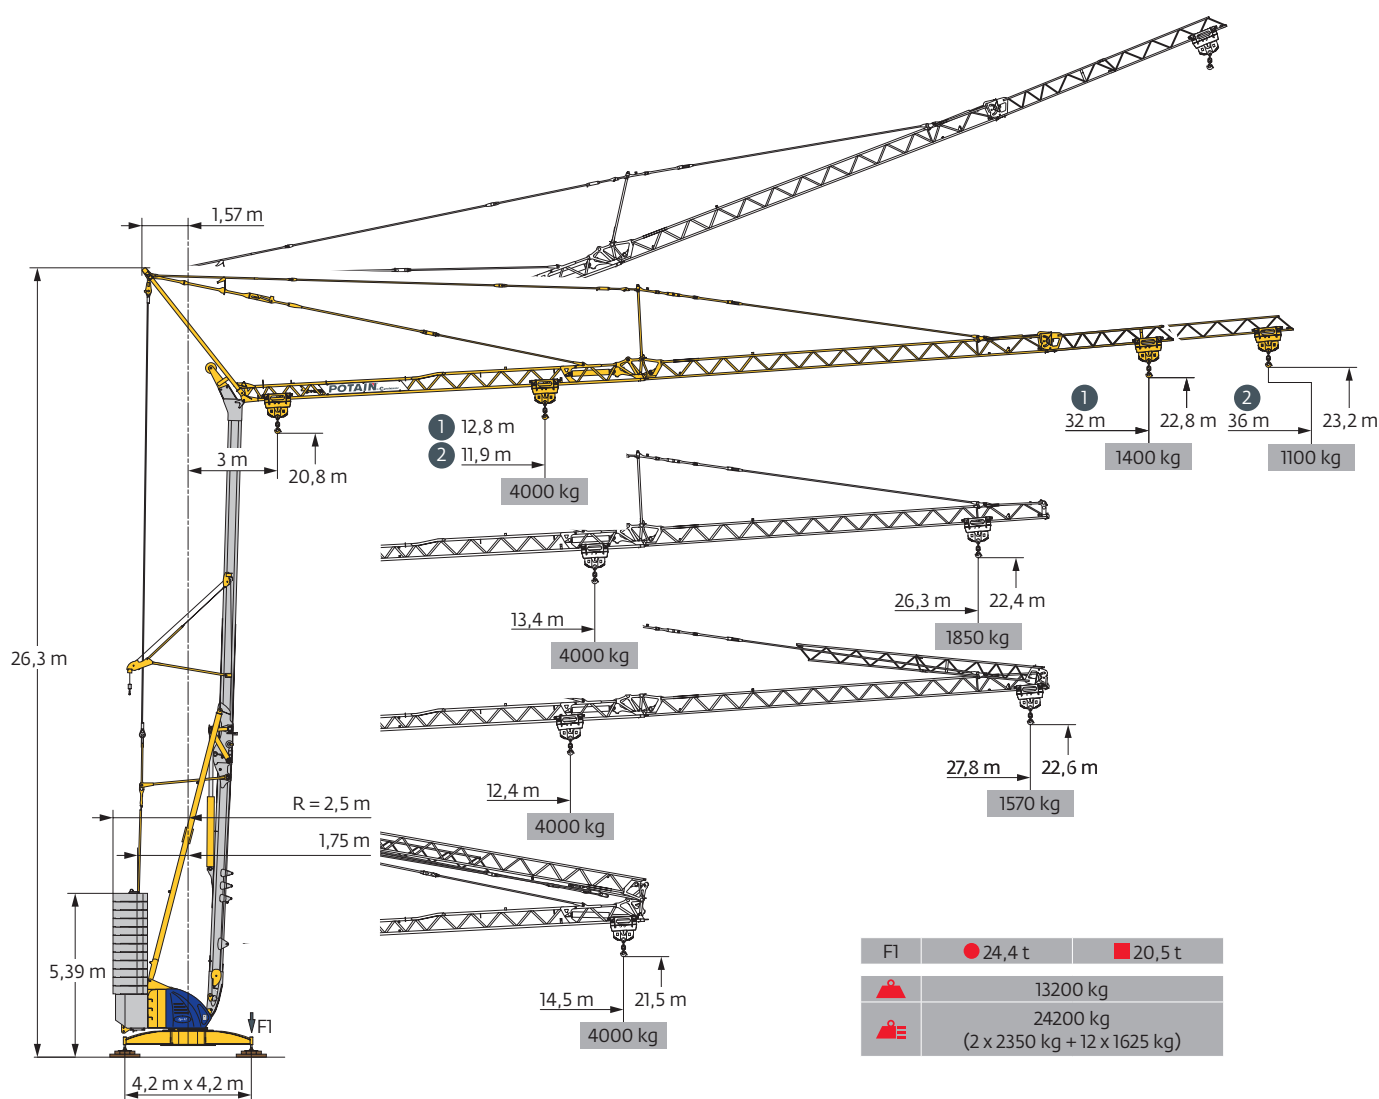 1,57 m
POTAIN
1 12,8 m
2 11,9 m
4000 kg
1
32 m
22,8 m
1400 kg
2
36 m
23,2 m
1100 kg
3 m
20,8 m
13,4 m
4000 kg
26,3 m
22,4 m
1850 kg
26,3 m
12,4 m
4000 kg
27,8 m
22,6 m
1570 kg
R = 2,5 m
1,75 m
5,39 m
14,5 m
21,5 m
4000 kg
F1
4,2 m x 4,2 m
F1 24,4 t 20,5 t
13200 kg
24200 kg
(2 x 2350 kg + 12 x 1625 kg)